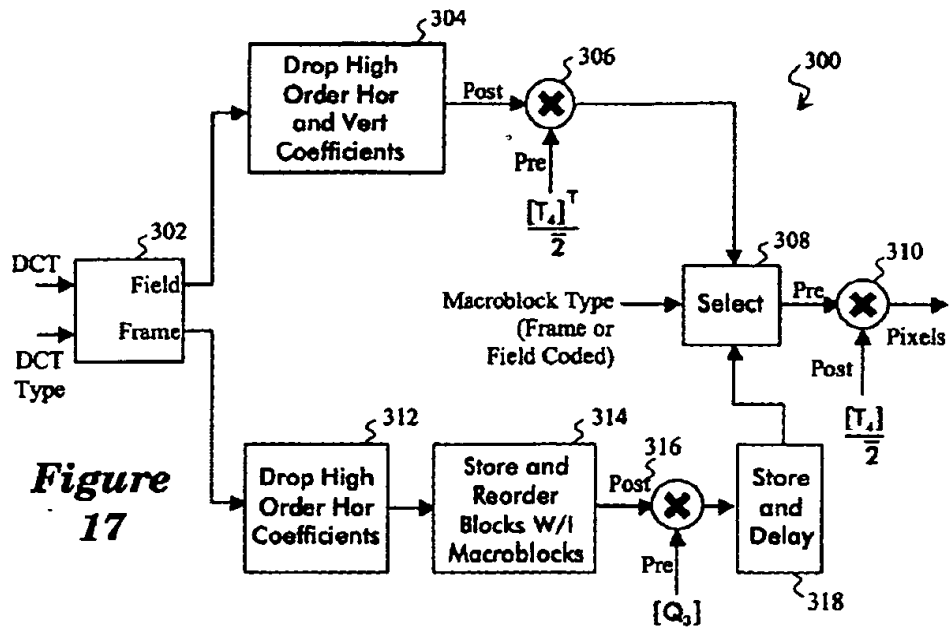 304
Drop High
Order Hor
and Vert
Coefficients
Post
306
Pre
[T₄]ᵀ
2
300
302
DCT
Field
Frame
DCT
Type
308
Macroblock Type
(Frame or
Field Coded)
Select
Pre
310
Pixels
Post
[T₄]
2
312
Drop High
Order Hor
Coefficients
314
Store and
Reorder
Blocks W/I
Macroblocks
Post
316
Pre
[Q₃]
Store
and
Delay
318
Figure
17